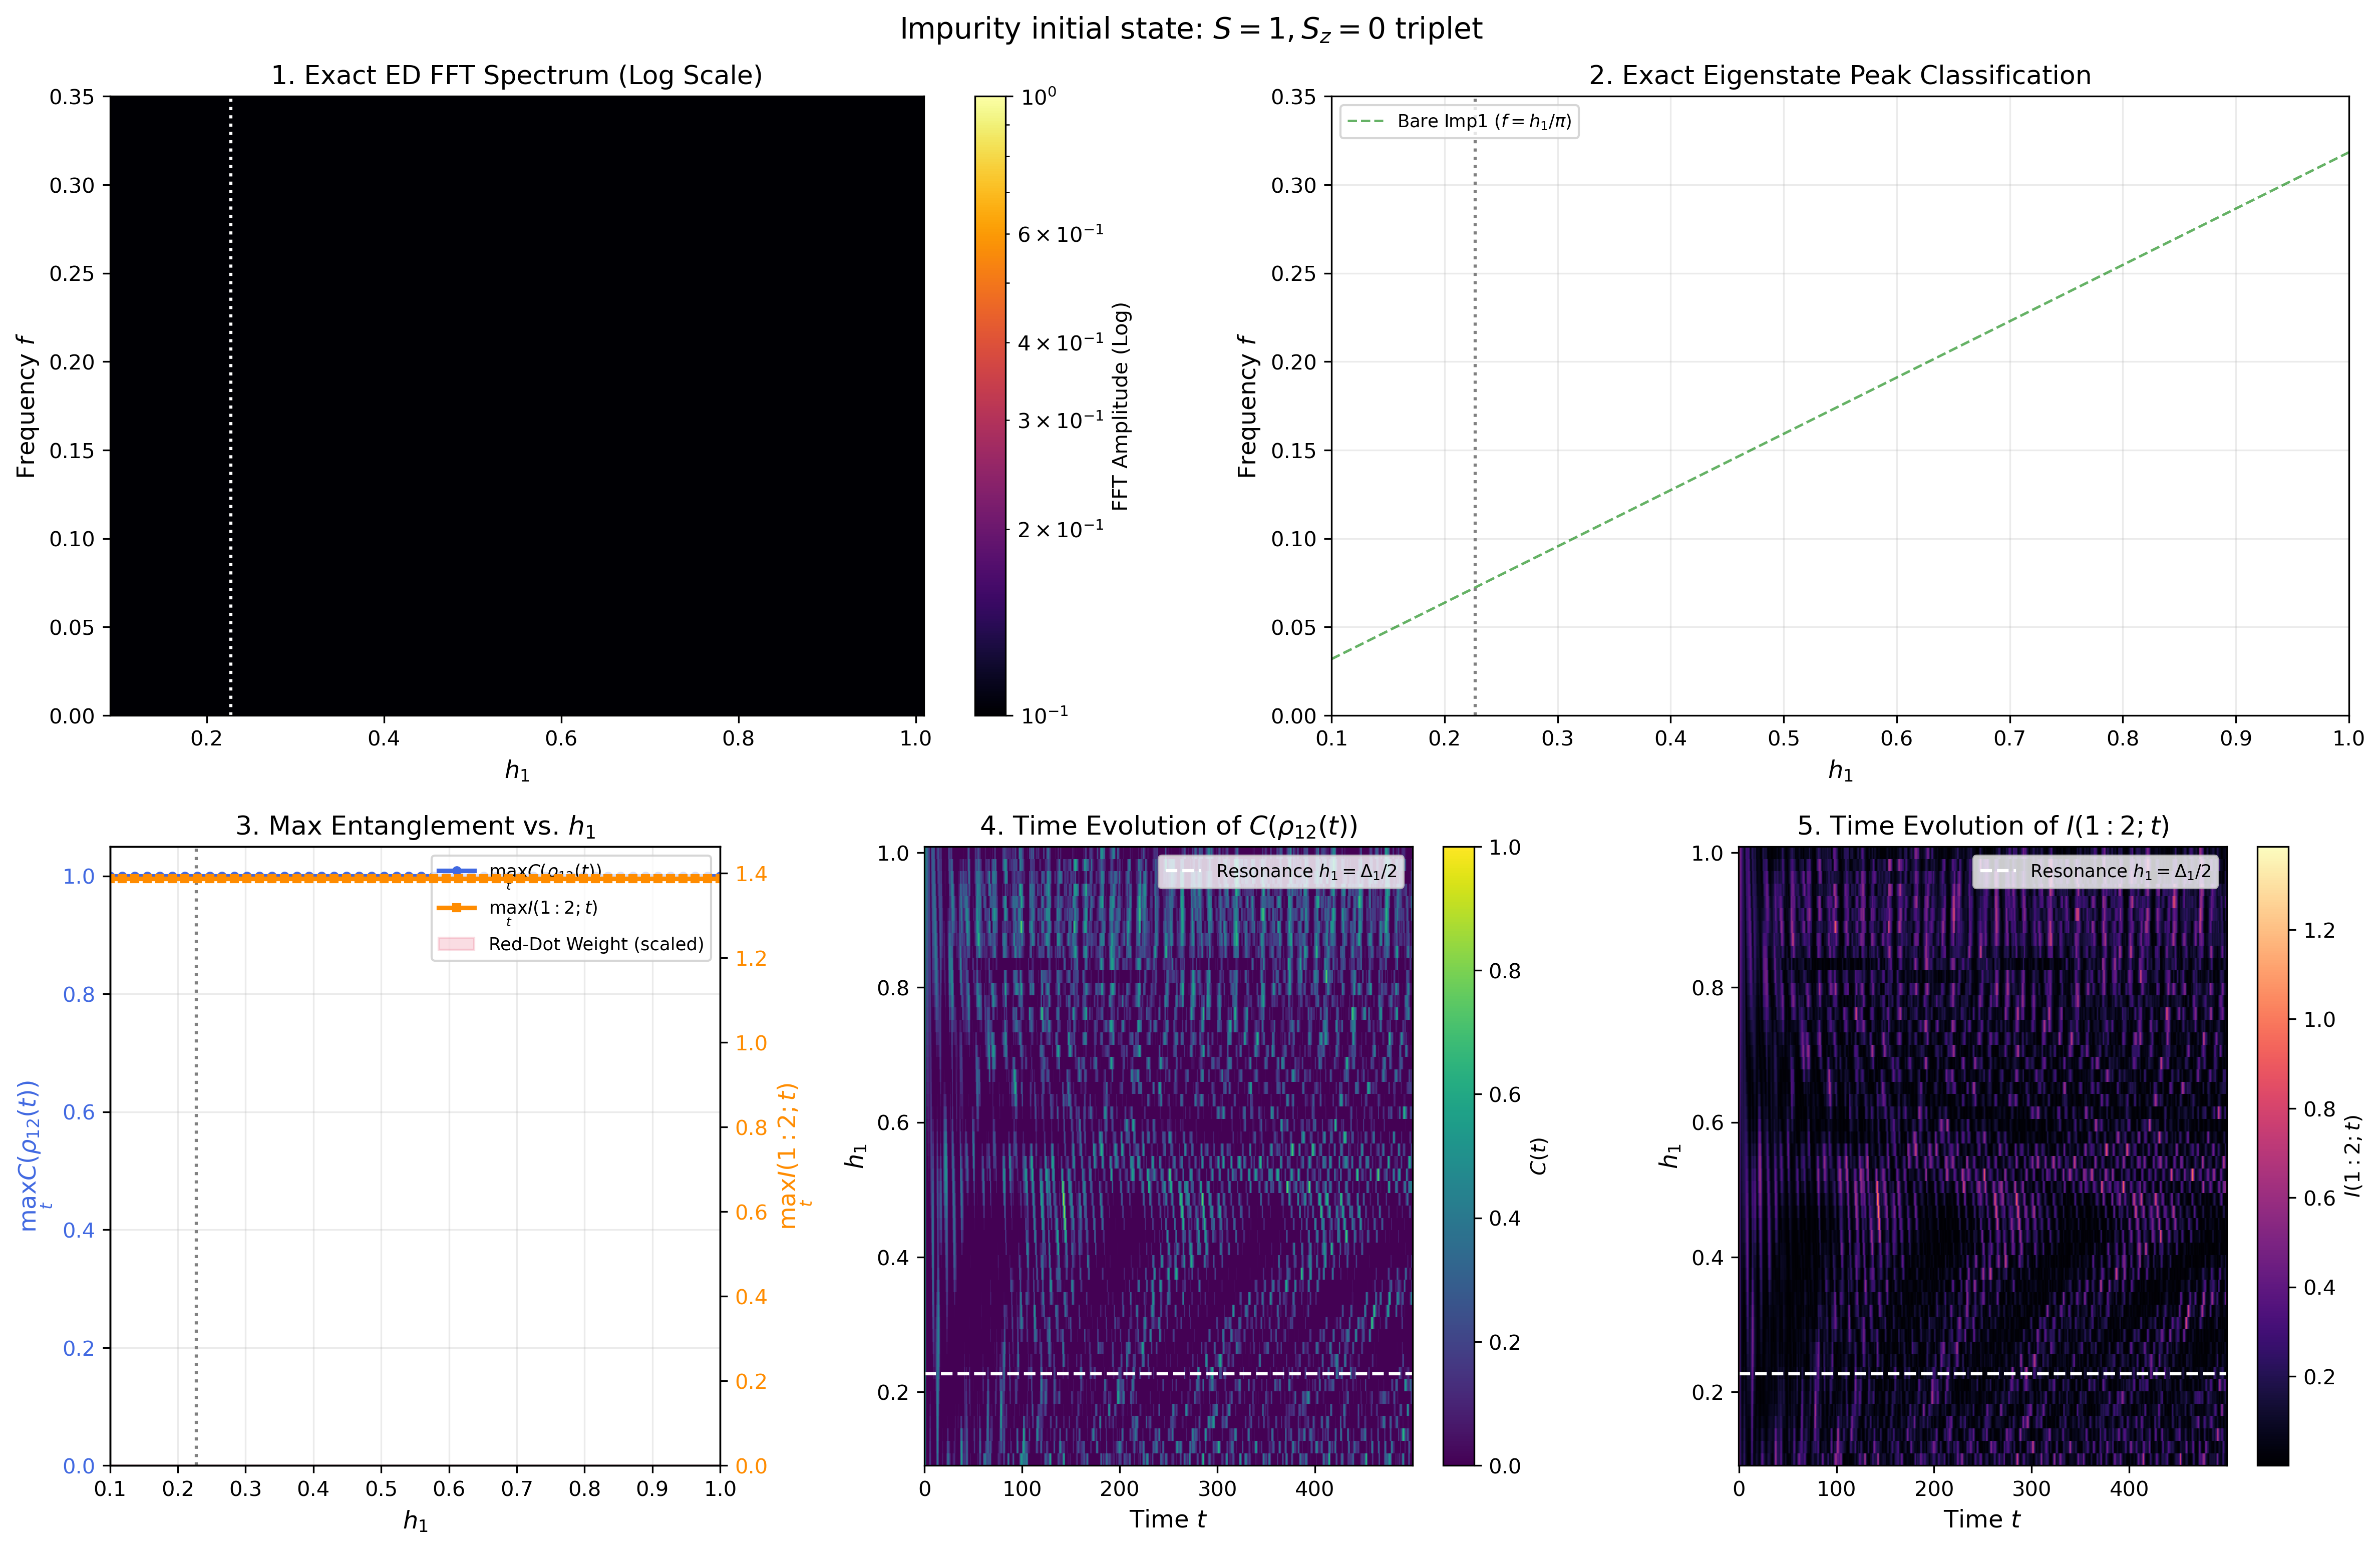 Impurity initial state: S = 1, S_z = 0 triplet
1. Exact ED FFT Spectrum (Log Scale)
Frequency f
0.35
0.30
0.25
0.20
0.15
0.10
0.05
0.00
0.2 0.4 0.6 0.8 1.0
h_1
10^0
6 × 10^-1
4 × 10^-1
3 × 10^-1
2 × 10^-1
10^-1
FFT Amplitude (Log)
2. Exact Eigenstate Peak Classification
Bare Imp1 (f = h_1/π)
Frequency f
0.35
0.30
0.25
0.20
0.15
0.10
0.05
0.00
0.1 0.2 0.3 0.4 0.5 0.6 0.7 0.8 0.9 1.0
h_1
3. Max Entanglement vs. h_1
max_t C(ρ_12(t))
max_t I(1 : 2; t)
Red-Dot Weight (scaled)
max_t C(ρ_12(t))
1.0
0.8
0.6
0.4
0.2
0.0
0.1 0.2 0.3 0.4 0.5 0.6 0.7 0.8 0.9 1.0
h_1
1.4
1.2
1.0
0.8
0.6
0.4
0.2
0.0
max_t I(1 : 2; t)
4. Time Evolution of C(ρ_12(t))
Resonance h_1 = Δ_1/2
h_1
1.0
0.8
0.6
0.4
0.2
0 100 200 300 400
Time t
1.0
0.8
0.6
0.4
0.2
0.0
C(t)
5. Time Evolution of I(1 : 2; t)
Resonance h_1 = Δ_1/2
h_1
1.0
0.8
0.6
0.4
0.2
0 100 200 300 400
Time t
1.2
1.0
0.8
0.6
0.4
0.2
I(1 : 2; t)